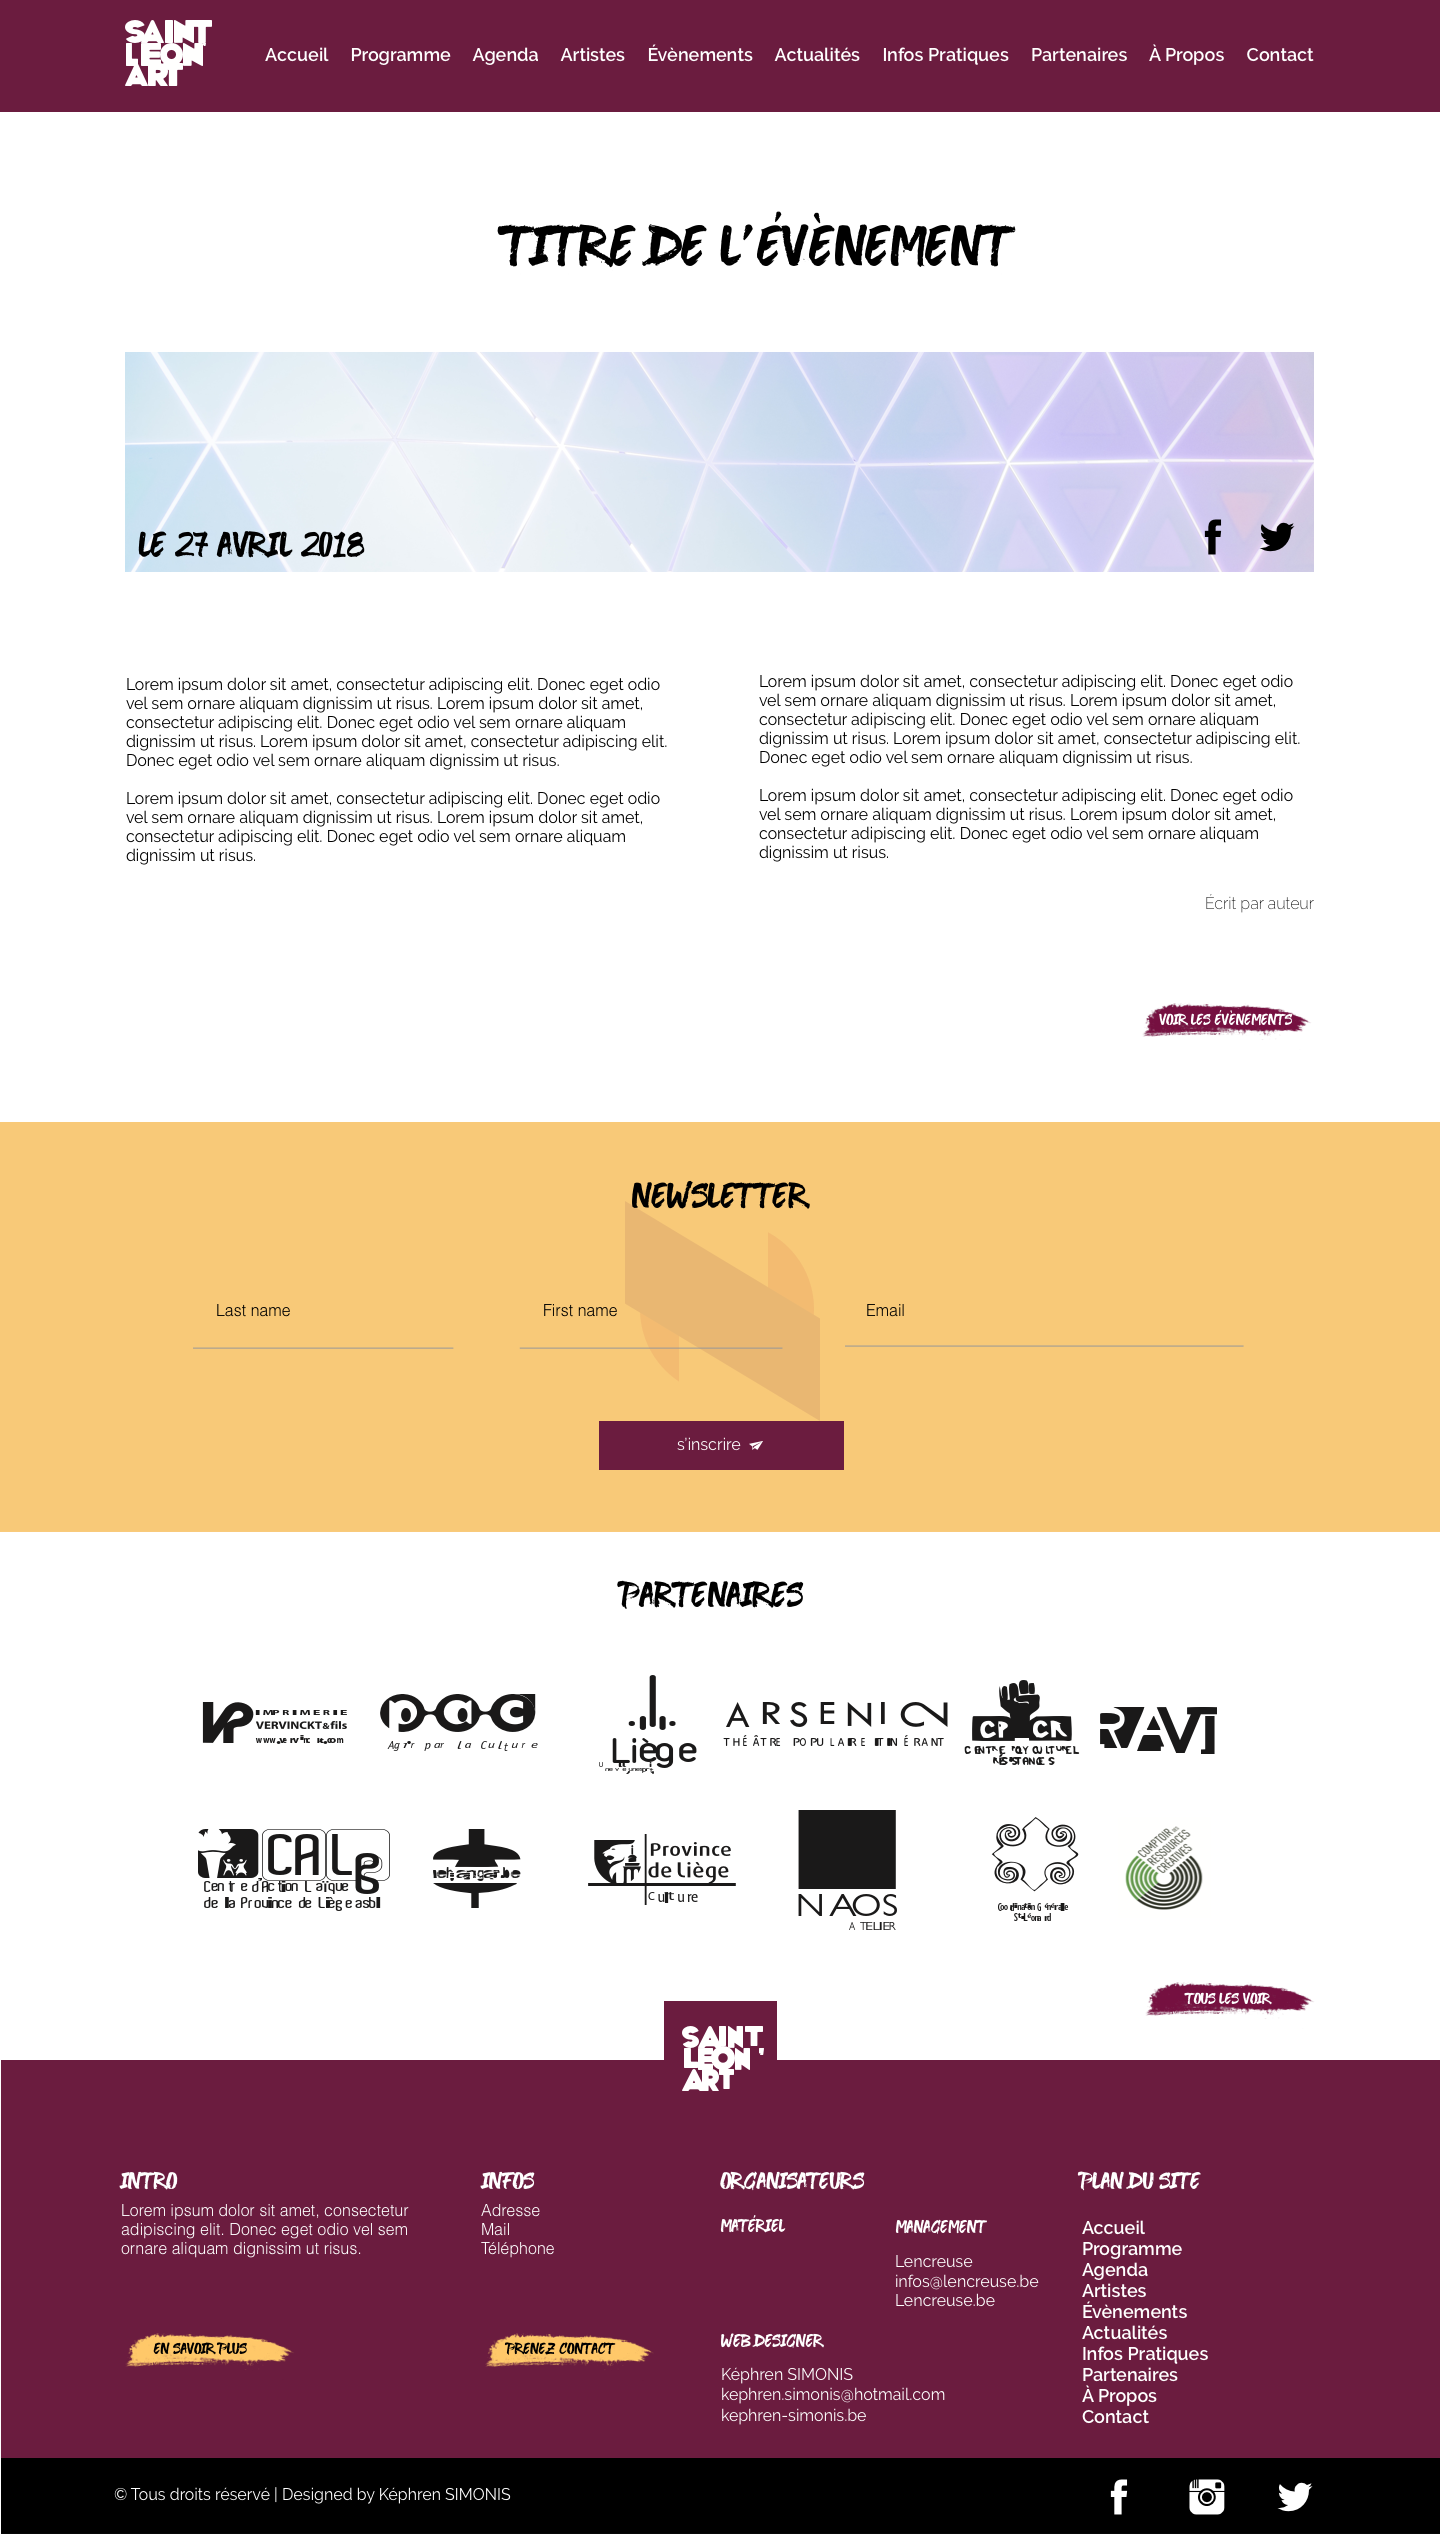 SAINT
LÉON'
ART
Accueil Programme Agenda Artistes Évènements Actualités Infos Pratiques Partenaires À Propos Contact
TITRE DE L'ÉVÈNEMENT
LE 27 AVRIL 2018
Lorem ipsum dolor sit amet, consectetur adipiscing elit. Donec eget odio
vel sem ornare aliquam dignissim ut risus. Lorem ipsum dolor sit amet,
consectetur adipiscing elit. Donec eget odio vel sem ornare aliquam
dignissim ut risus. Lorem ipsum dolor sit amet, consectetur adipiscing elit.
Donec eget odio vel sem ornare aliquam dignissim ut risus.
Lorem ipsum dolor sit amet, consectetur adipiscing elit. Donec eget odio
vel sem ornare aliquam dignissim ut risus. Lorem ipsum dolor sit amet,
consectetur adipiscing elit. Donec eget odio vel sem ornare aliquam
dignissim ut risus.
Lorem ipsum dolor sit amet, consectetur adipiscing elit. Donec eget odio
vel sem ornare aliquam dignissim ut risus. Lorem ipsum dolor sit amet,
consectetur adipiscing elit. Donec eget odio vel sem ornare aliquam
dignissim ut risus. Lorem ipsum dolor sit amet, consectetur adipiscing elit.
Donec eget odio vel sem ornare aliquam dignissim ut risus.
Lorem ipsum dolor sit amet, consectetur adipiscing elit. Donec eget odio
vel sem ornare aliquam dignissim ut risus. Lorem ipsum dolor sit amet,
consectetur adipiscing elit. Donec eget odio vel sem ornare aliquam
dignissim ut risus.
Écrit par auteur
VOIR LES ÉVÈNEMENTS
NEWSLETTER
Last name
First name
Email
s'inscrire
PARTENAIRES
IMPRIMERIE
VERVINCKT&fils
pac
Agir par la Culture
Liège
ARSENIC2
THÉÂTRE POPULAIRE ITINÉRANT
CPCR
CENTRE POLYCULTUREL
RÉSISTANCES
RAVI
CALg
Centre d'Action Laïque
de la Province de Liège asbl
Province
de Liège
Culture
NAOS
ATELIER
Coordination Générale
St-Léonard
COMPTOIR DES
RESSOURCES
CRÉATIVES
TOUS LES VOIR
SAINT
LÉON'
ART
INTRO
Lorem ipsum dolor sit amet, consectetur
adipiscing elit. Donec eget odio vel sem
ornare aliquam dignissim ut risus.
EN SAVOIR PLUS
INFOS
Adresse
Mail
Téléphone
PRENEZ CONTACT
ORGANISATEURS
MATÉRIEL
MANAGEMENT
Lencreuse
infos@lencreuse.be
Lencreuse.be
WEB DESIGNER
Képhren SIMONIS
kephren.simonis@hotmail.com
kephren-simonis.be
PLAN DU SITE
Accueil
Programme
Agenda
Artistes
Évènements
Actualités
Infos Pratiques
Partenaires
À Propos
Contact
© Tous droits réservé | Designed by Képhren SIMONIS